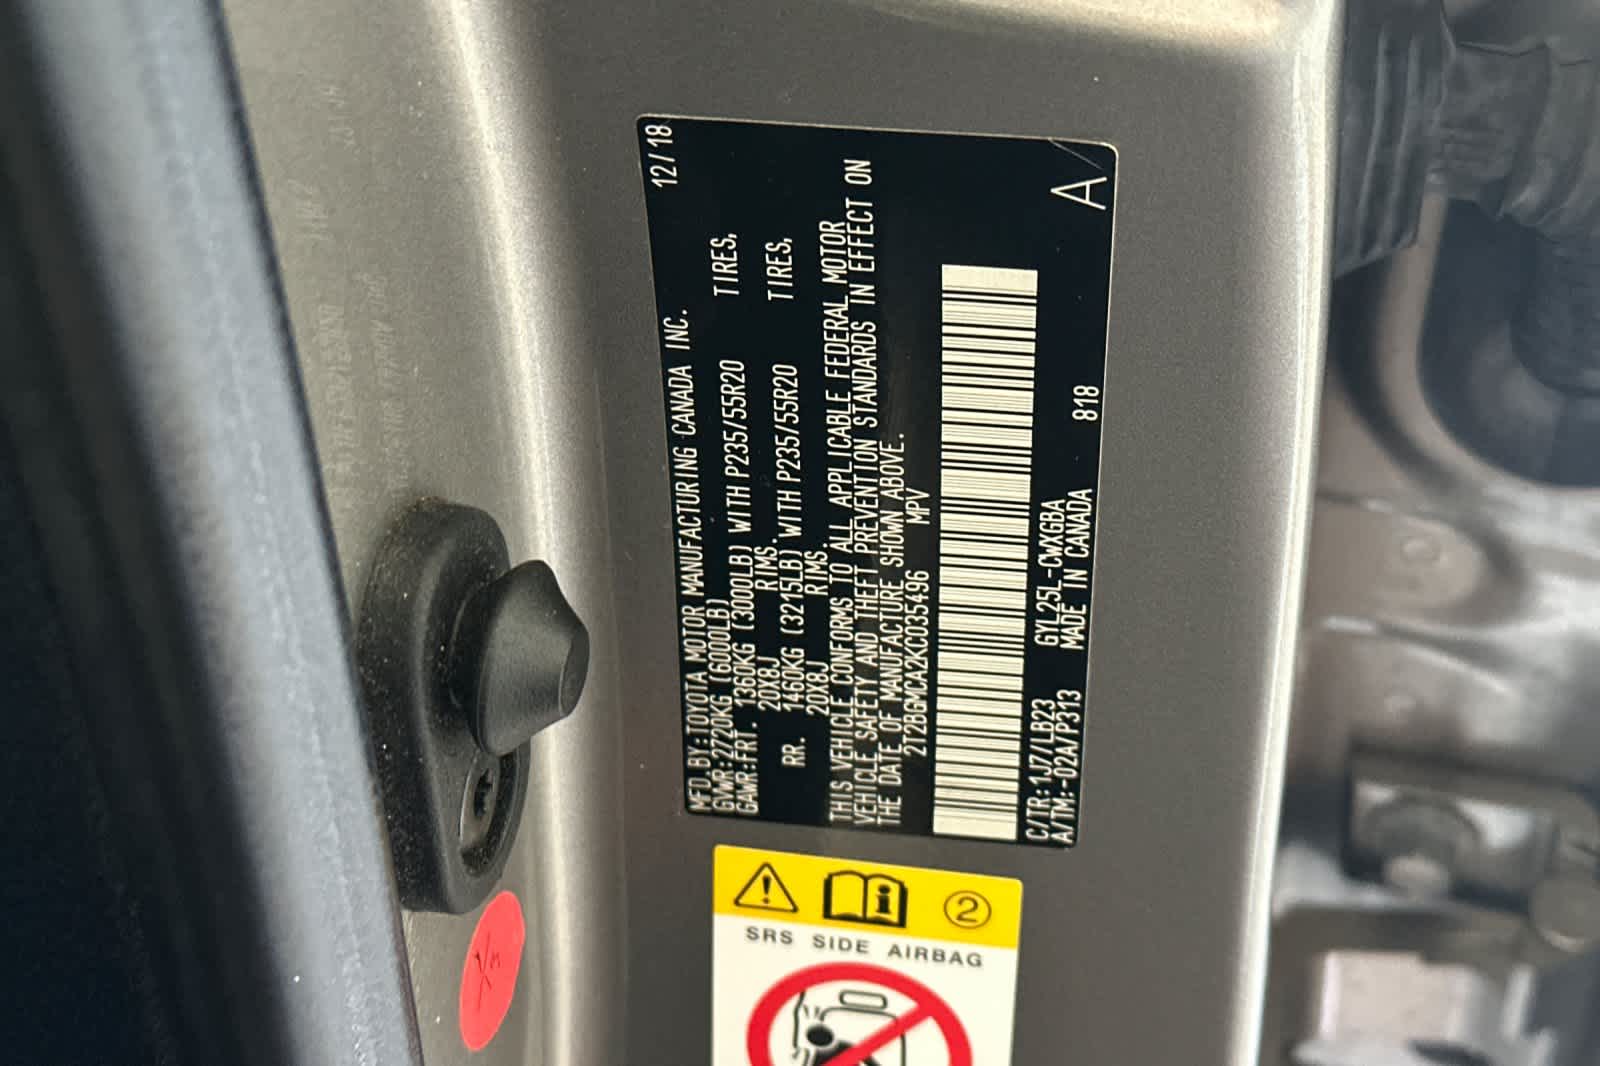 12/18
MFD.BY:TOYOTA MOTOR MANUFACTURING CANADA INC.
GVWR:2720KG (6000LB)
GAWR:FRT. 1360KG (3000LB) WITH P235/55R20 TIRES,
20X8J RIMS.
RR. 1460KG (3215LB) WITH P235/55R20 TIRES,
20X8J RIMS.
THIS VEHICLE CONFORMS TO ALL APPLICABLE FEDERAL MOTOR
VEHICLE SAFETY AND THEFT PREVENTION STANDARDS IN EFFECT ON
THE DATE OF MANUFACTURE SHOWN ABOVE.
2T2BGMCA2KC035496 MPV
C/TR:1J7/LB23 GYL25L-CWXGBA
A/TM:-02A/P313 MADE IN CANADA 818
A
2
SRS SIDE AIRBAG